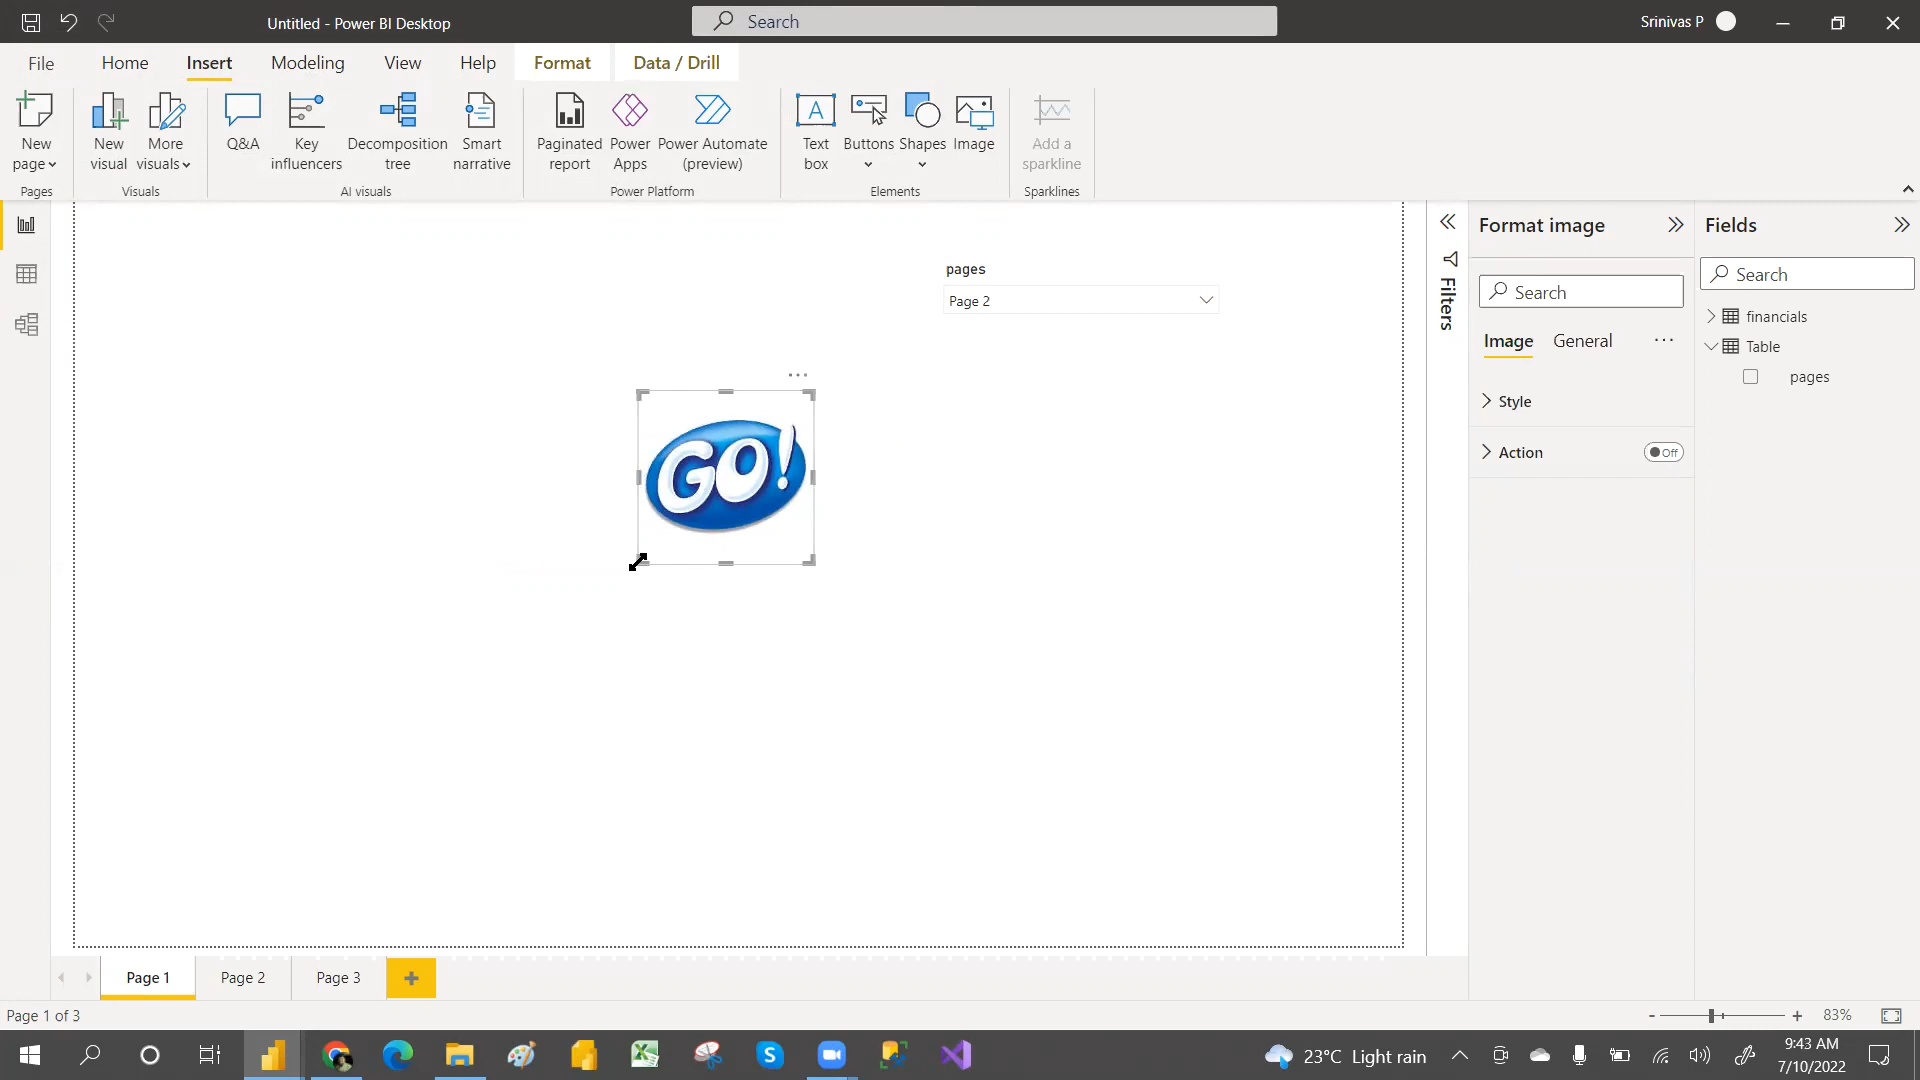 Untitled - Power BI Desktop
Search
Srinivas P
File
Home
Insert
Modeling
View
Help
Format
Data / Drill
New page
New visual
More visuals
Q&A
Key influencers
Decomposition tree
Smart narrative
Paginated report
Power Apps
Power Automate (preview)
Text box
Buttons
Shapes
Image
Add a sparkline
Pages
Visuals
AI visuals
Power Platform
Elements
Sparklines
pages
Page 2
GO!
Filters
Format image
Search
Image
General
Style
Action
Off
Fields
Search
financials
Table
pages
Page 1
Page 2
Page 3
Page 1 of 3
- + 83%
23°C Light rain
9:43 AM
7/10/2022